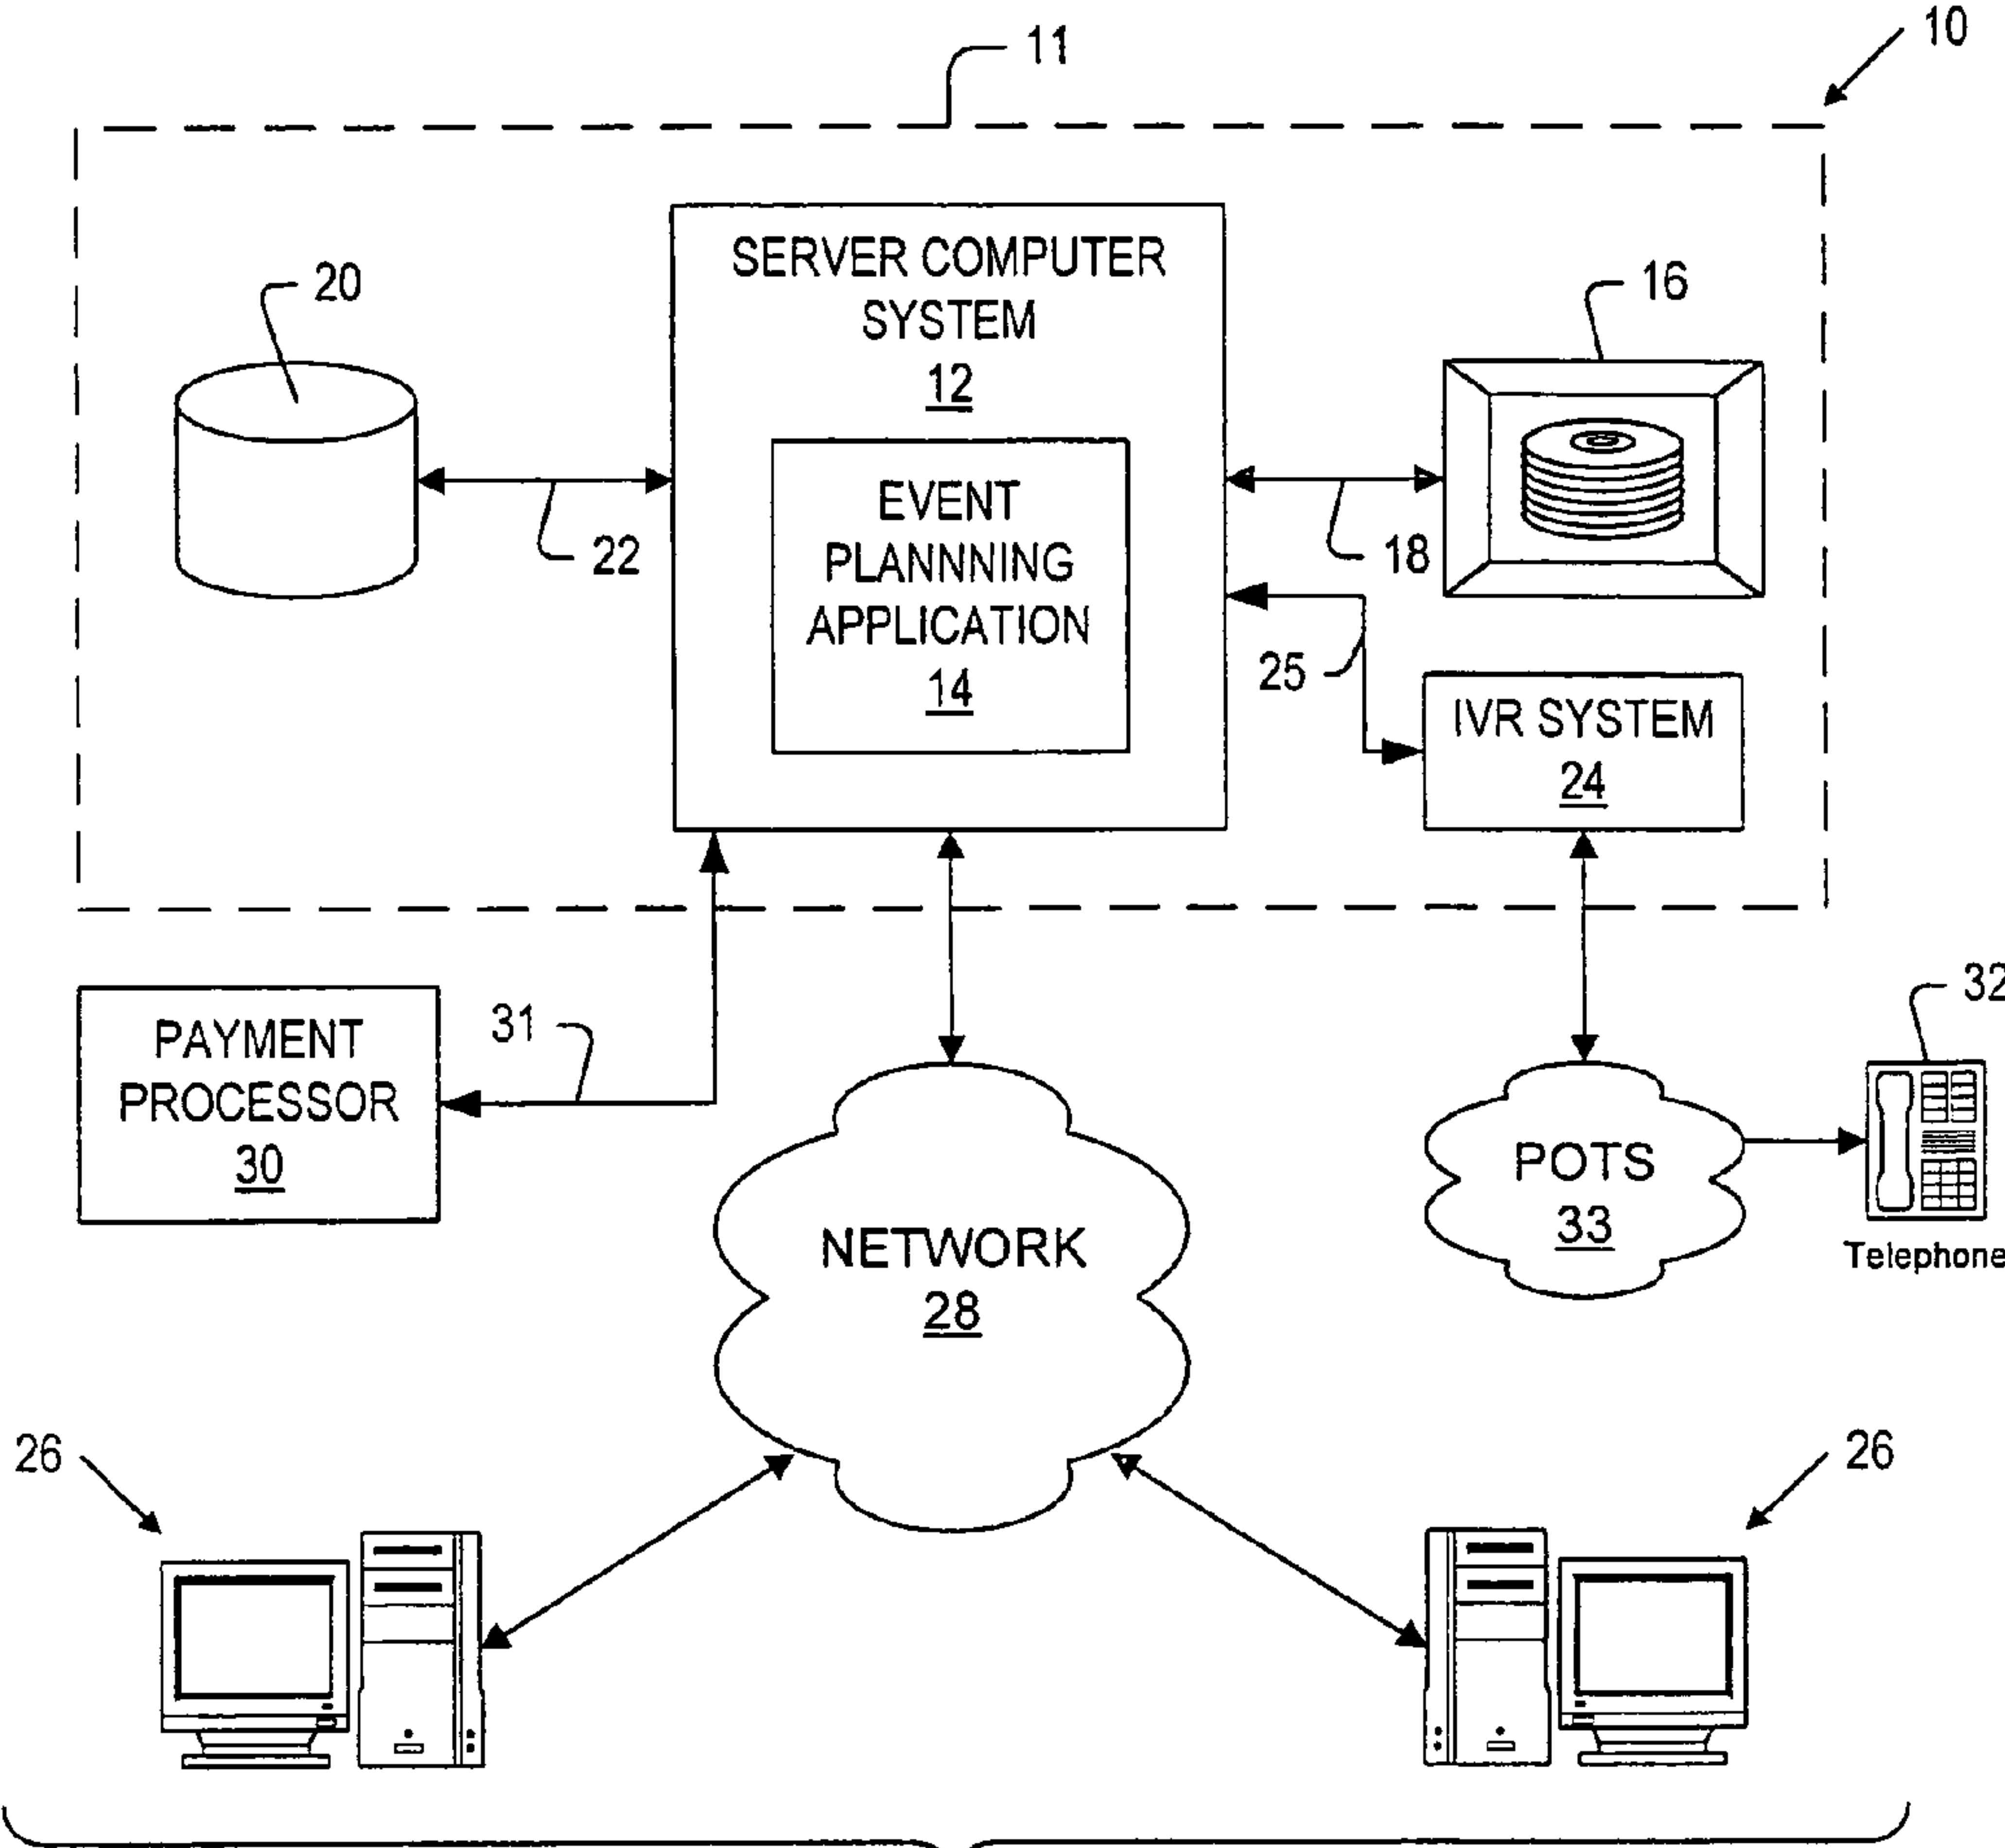 10
11
SERVER COMPUTER
SYSTEM
12
20
16
EVENT
PLANNNING
APPLICATION
14
22
18
25
IVR SYSTEM
24
PAYMENT
PROCESSOR
30
31
32
POTS
33
Telephone
NETWORK
28
26
26